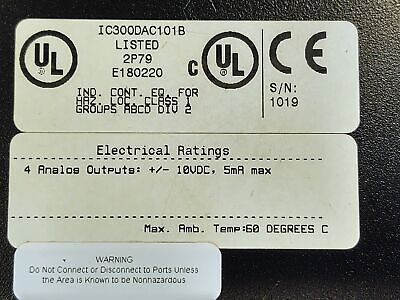 IC300DAC101B
LISTED
2P79
E180220
UL
C UL
CE
S/N:
1019
IND. CONT. EQ. FOR
HAZ. LOC. CLASS I
GROUPS ABCD DIV 2
Electrical Ratings
4 Analog Outputs: +/- 10VDC, 5mA max
Max. Amb. Temp:60 DEGREES C
WARNING
Do Not Connect or Disconnect to Ports Unless
the Area is Known to be Nonhazardous